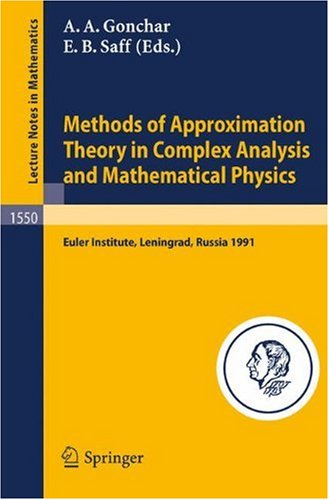 A. A. Gonchar
E. B. Saff (Eds.)
Lecture Notes in Mathematics
1550
Methods of Approximation
Theory in Complex Analysis
and Mathematical Physics
Euler Institute, Leningrad, Russia 1991
Springer